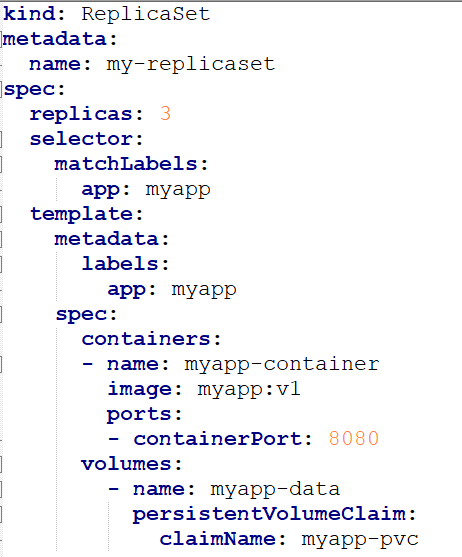 kind: ReplicaSet
metadata:
  name: my-replicaset
spec:
  replicas: 3
  selector:
    matchLabels:
      app: myapp
  template:
    metadata:
      labels:
        app: myapp
    spec:
      containers:
      - name: myapp-container
        image: myapp:v1
        ports:
        - containerPort: 8080
      volumes:
        - name: myapp-data
          persistentVolumeClaim:
            claimName: myapp-pvc